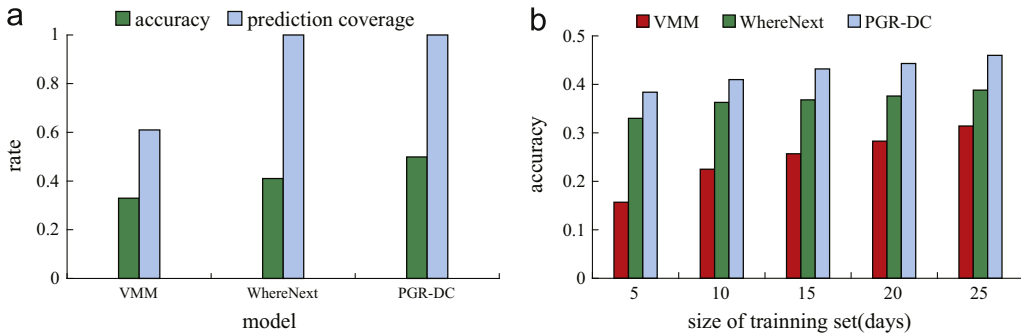 a
accuracy prediction coverage
1
0.8
0.6
0.4
0.2
0
rate
VMM WhereNext PGR-DC
model
b
VMM WhereNext PGR-DC
0.5
0.4
0.3
0.2
0.1
0
accuracy
5 10 15 20 25
size of trainning set(days)